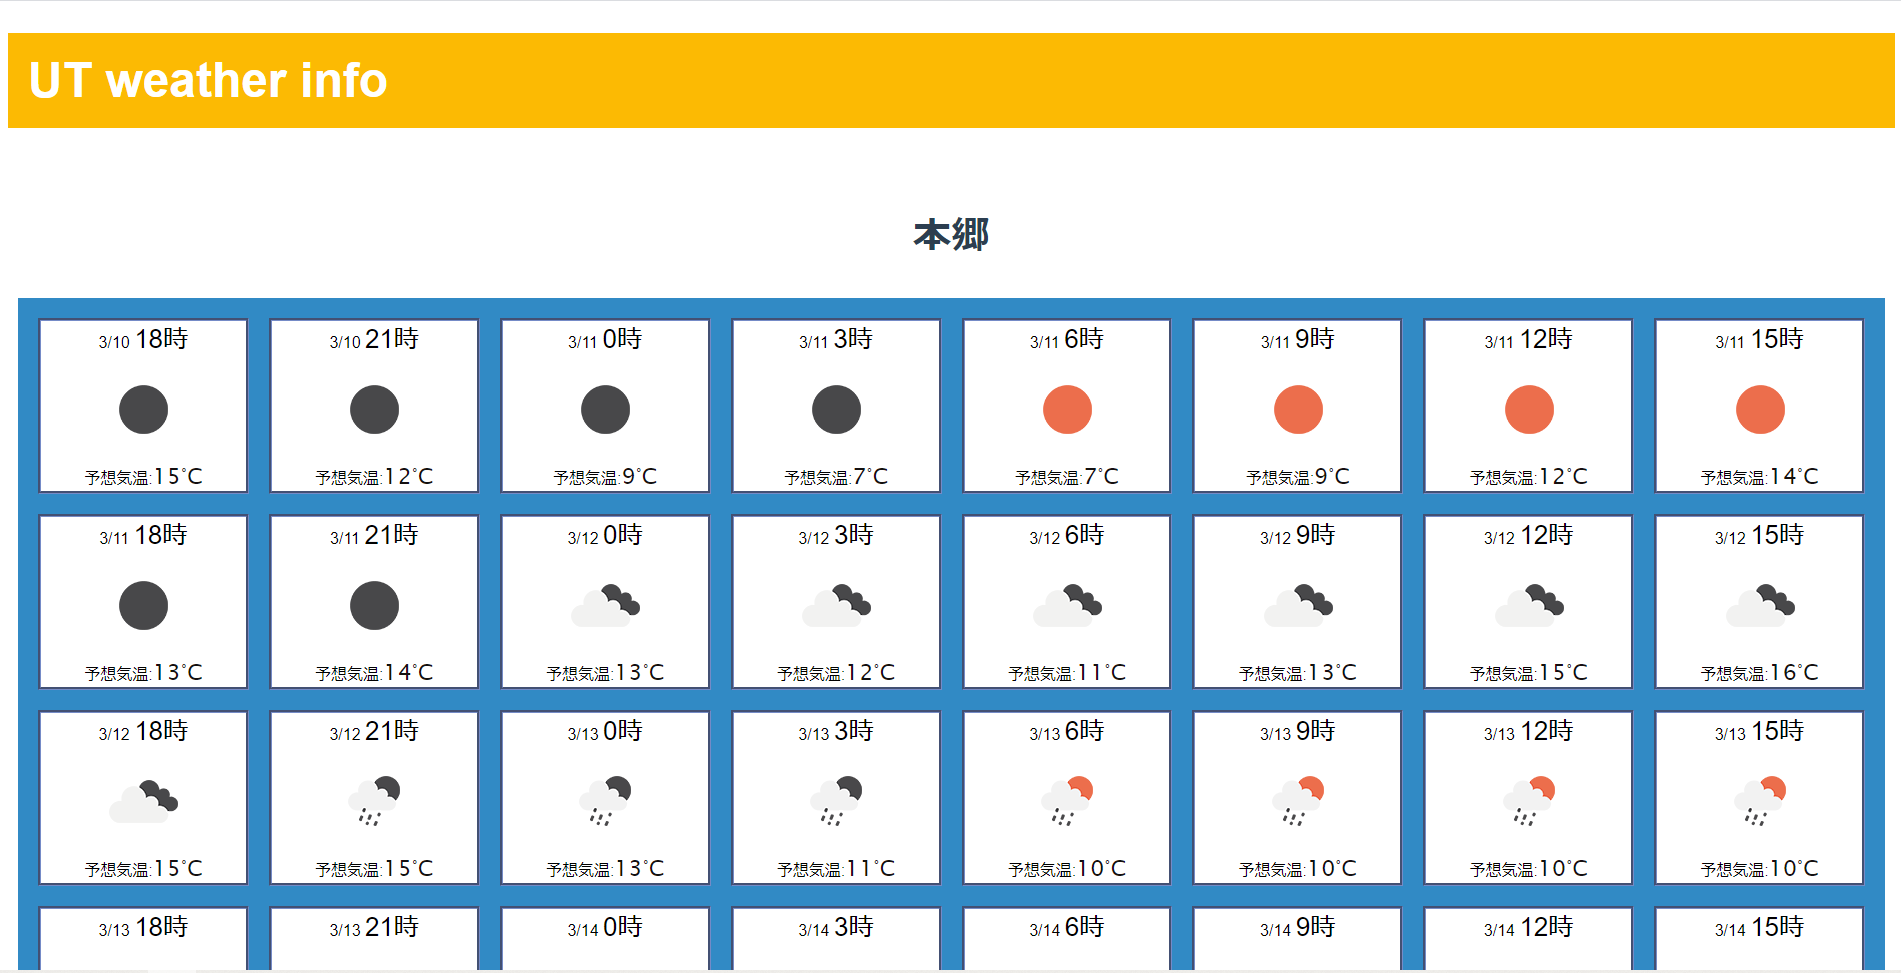 UT weather info
本郷
3/10 18時
予想気温:15°C
3/10 21時
予想気温:12°C
3/11 0時
予想気温:9°C
3/11 3時
予想気温:7°C
3/11 6時
予想気温:7°C
3/11 9時
予想気温:9°C
3/11 12時
予想気温:12°C
3/11 15時
予想気温:14°C
3/11 18時
予想気温:13°C
3/11 21時
予想気温:14°C
3/12 0時
予想気温:13°C
3/12 3時
予想気温:12°C
3/12 6時
予想気温:11°C
3/12 9時
予想気温:13°C
3/12 12時
予想気温:15°C
3/12 15時
予想気温:16°C
3/12 18時
予想気温:15°C
3/12 21時
予想気温:15°C
3/13 0時
予想気温:13°C
3/13 3時
予想気温:11°C
3/13 6時
予想気温:10°C
3/13 9時
予想気温:10°C
3/13 12時
予想気温:10°C
3/13 15時
予想気温:10°C
3/13 18時
3/13 21時
3/14 0時
3/14 3時
3/14 6時
3/14 9時
3/14 12時
3/14 15時